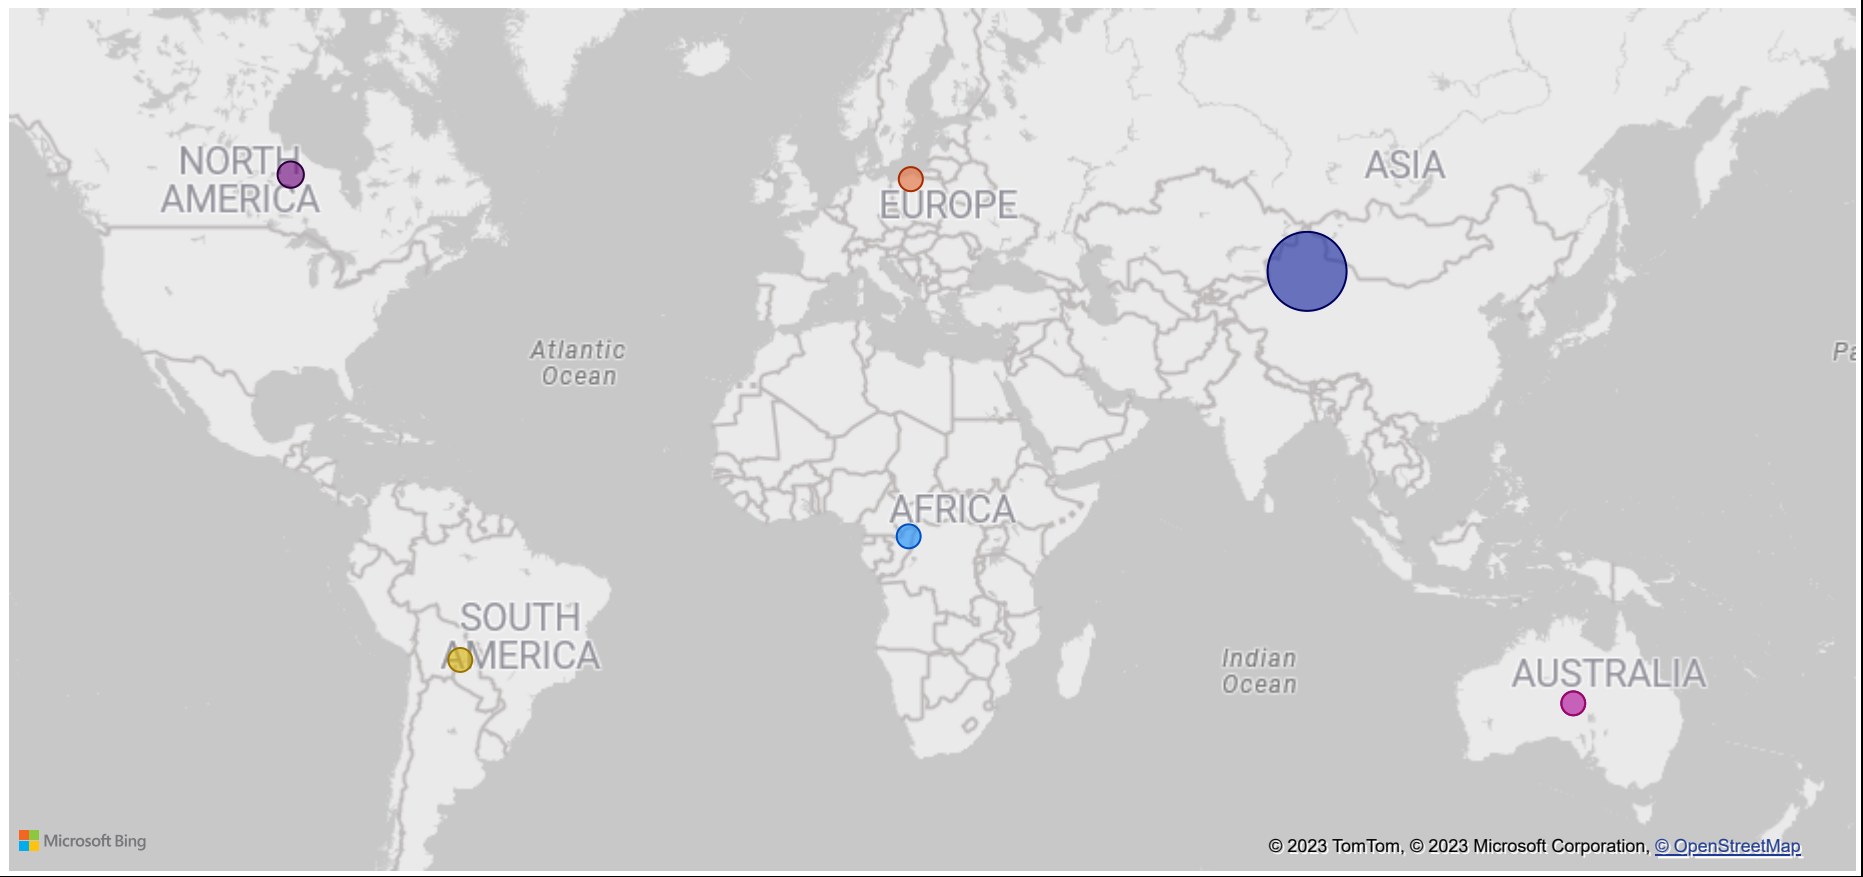 NORTH
AMERICA
EUROPE
ASIA
Atlantic
Ocean
Pa
AFRICA
SOUTH
AMERICA
Indian
Ocean
AUSTRALIA
Microsoft Bing
© 2023 TomTom, © 2023 Microsoft Corporation, © OpenStreetMap